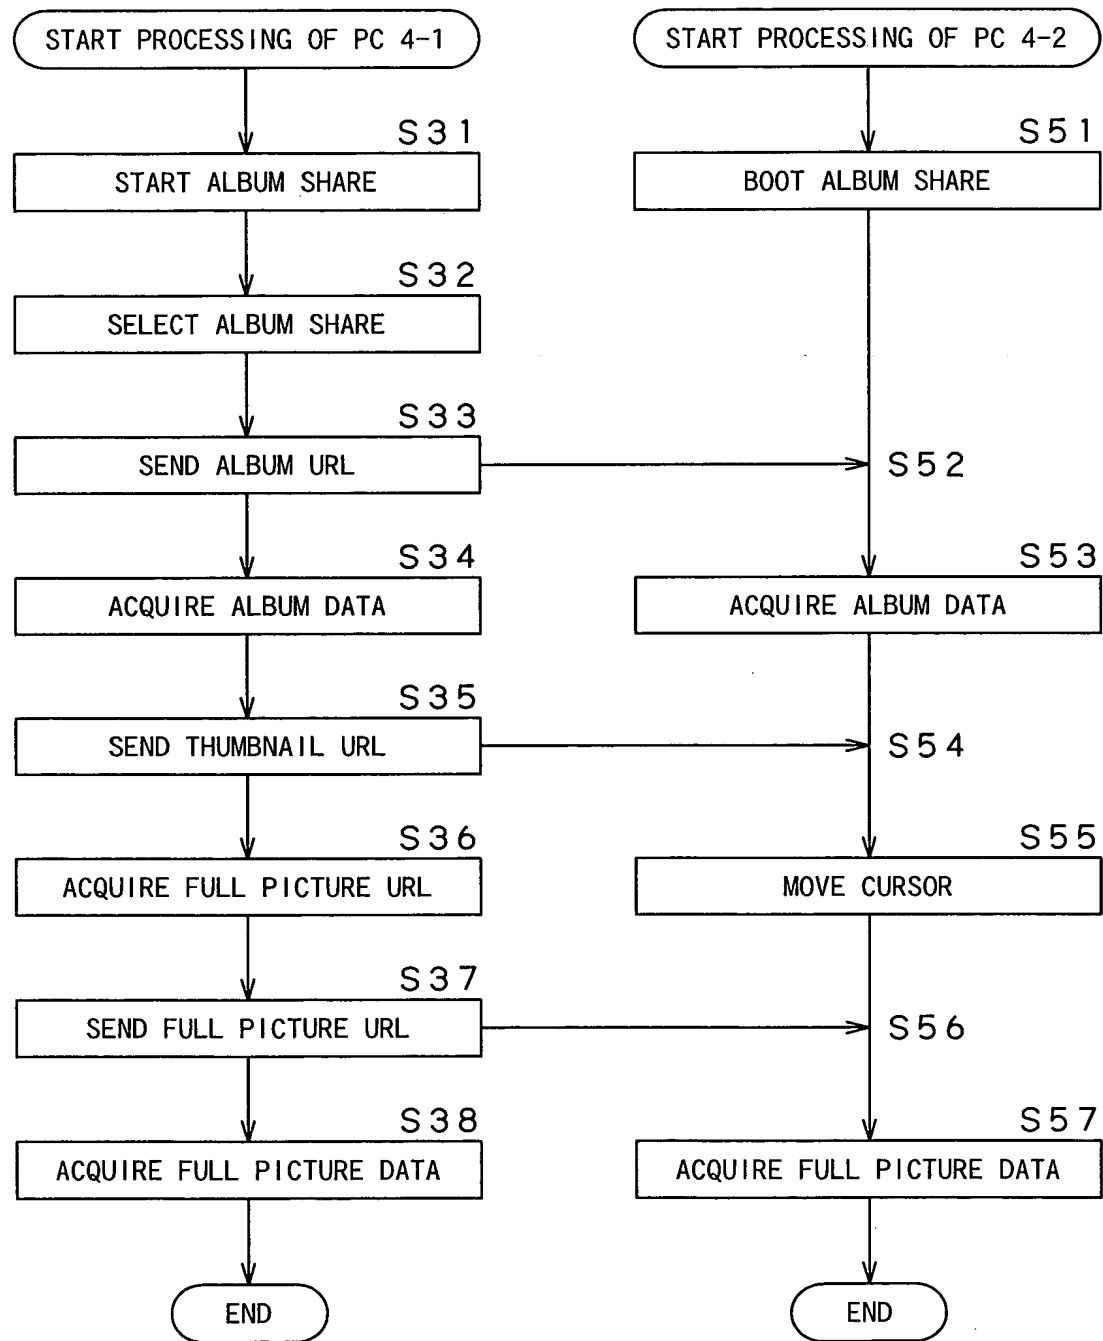 START PROCESSING OF PC 4-1
S31
START ALBUM SHARE
S32
SELECT ALBUM SHARE
S33
SEND ALBUM URL
S34
ACQUIRE ALBUM DATA
S35
SEND THUMBNAIL URL
S36
ACQUIRE FULL PICTURE URL
S37
SEND FULL PICTURE URL
S38
ACQUIRE FULL PICTURE DATA
END
START PROCESSING OF PC 4-2
S51
BOOT ALBUM SHARE
S52
S53
ACQUIRE ALBUM DATA
S54
S55
MOVE CURSOR
S56
S57
ACQUIRE FULL PICTURE DATA
END